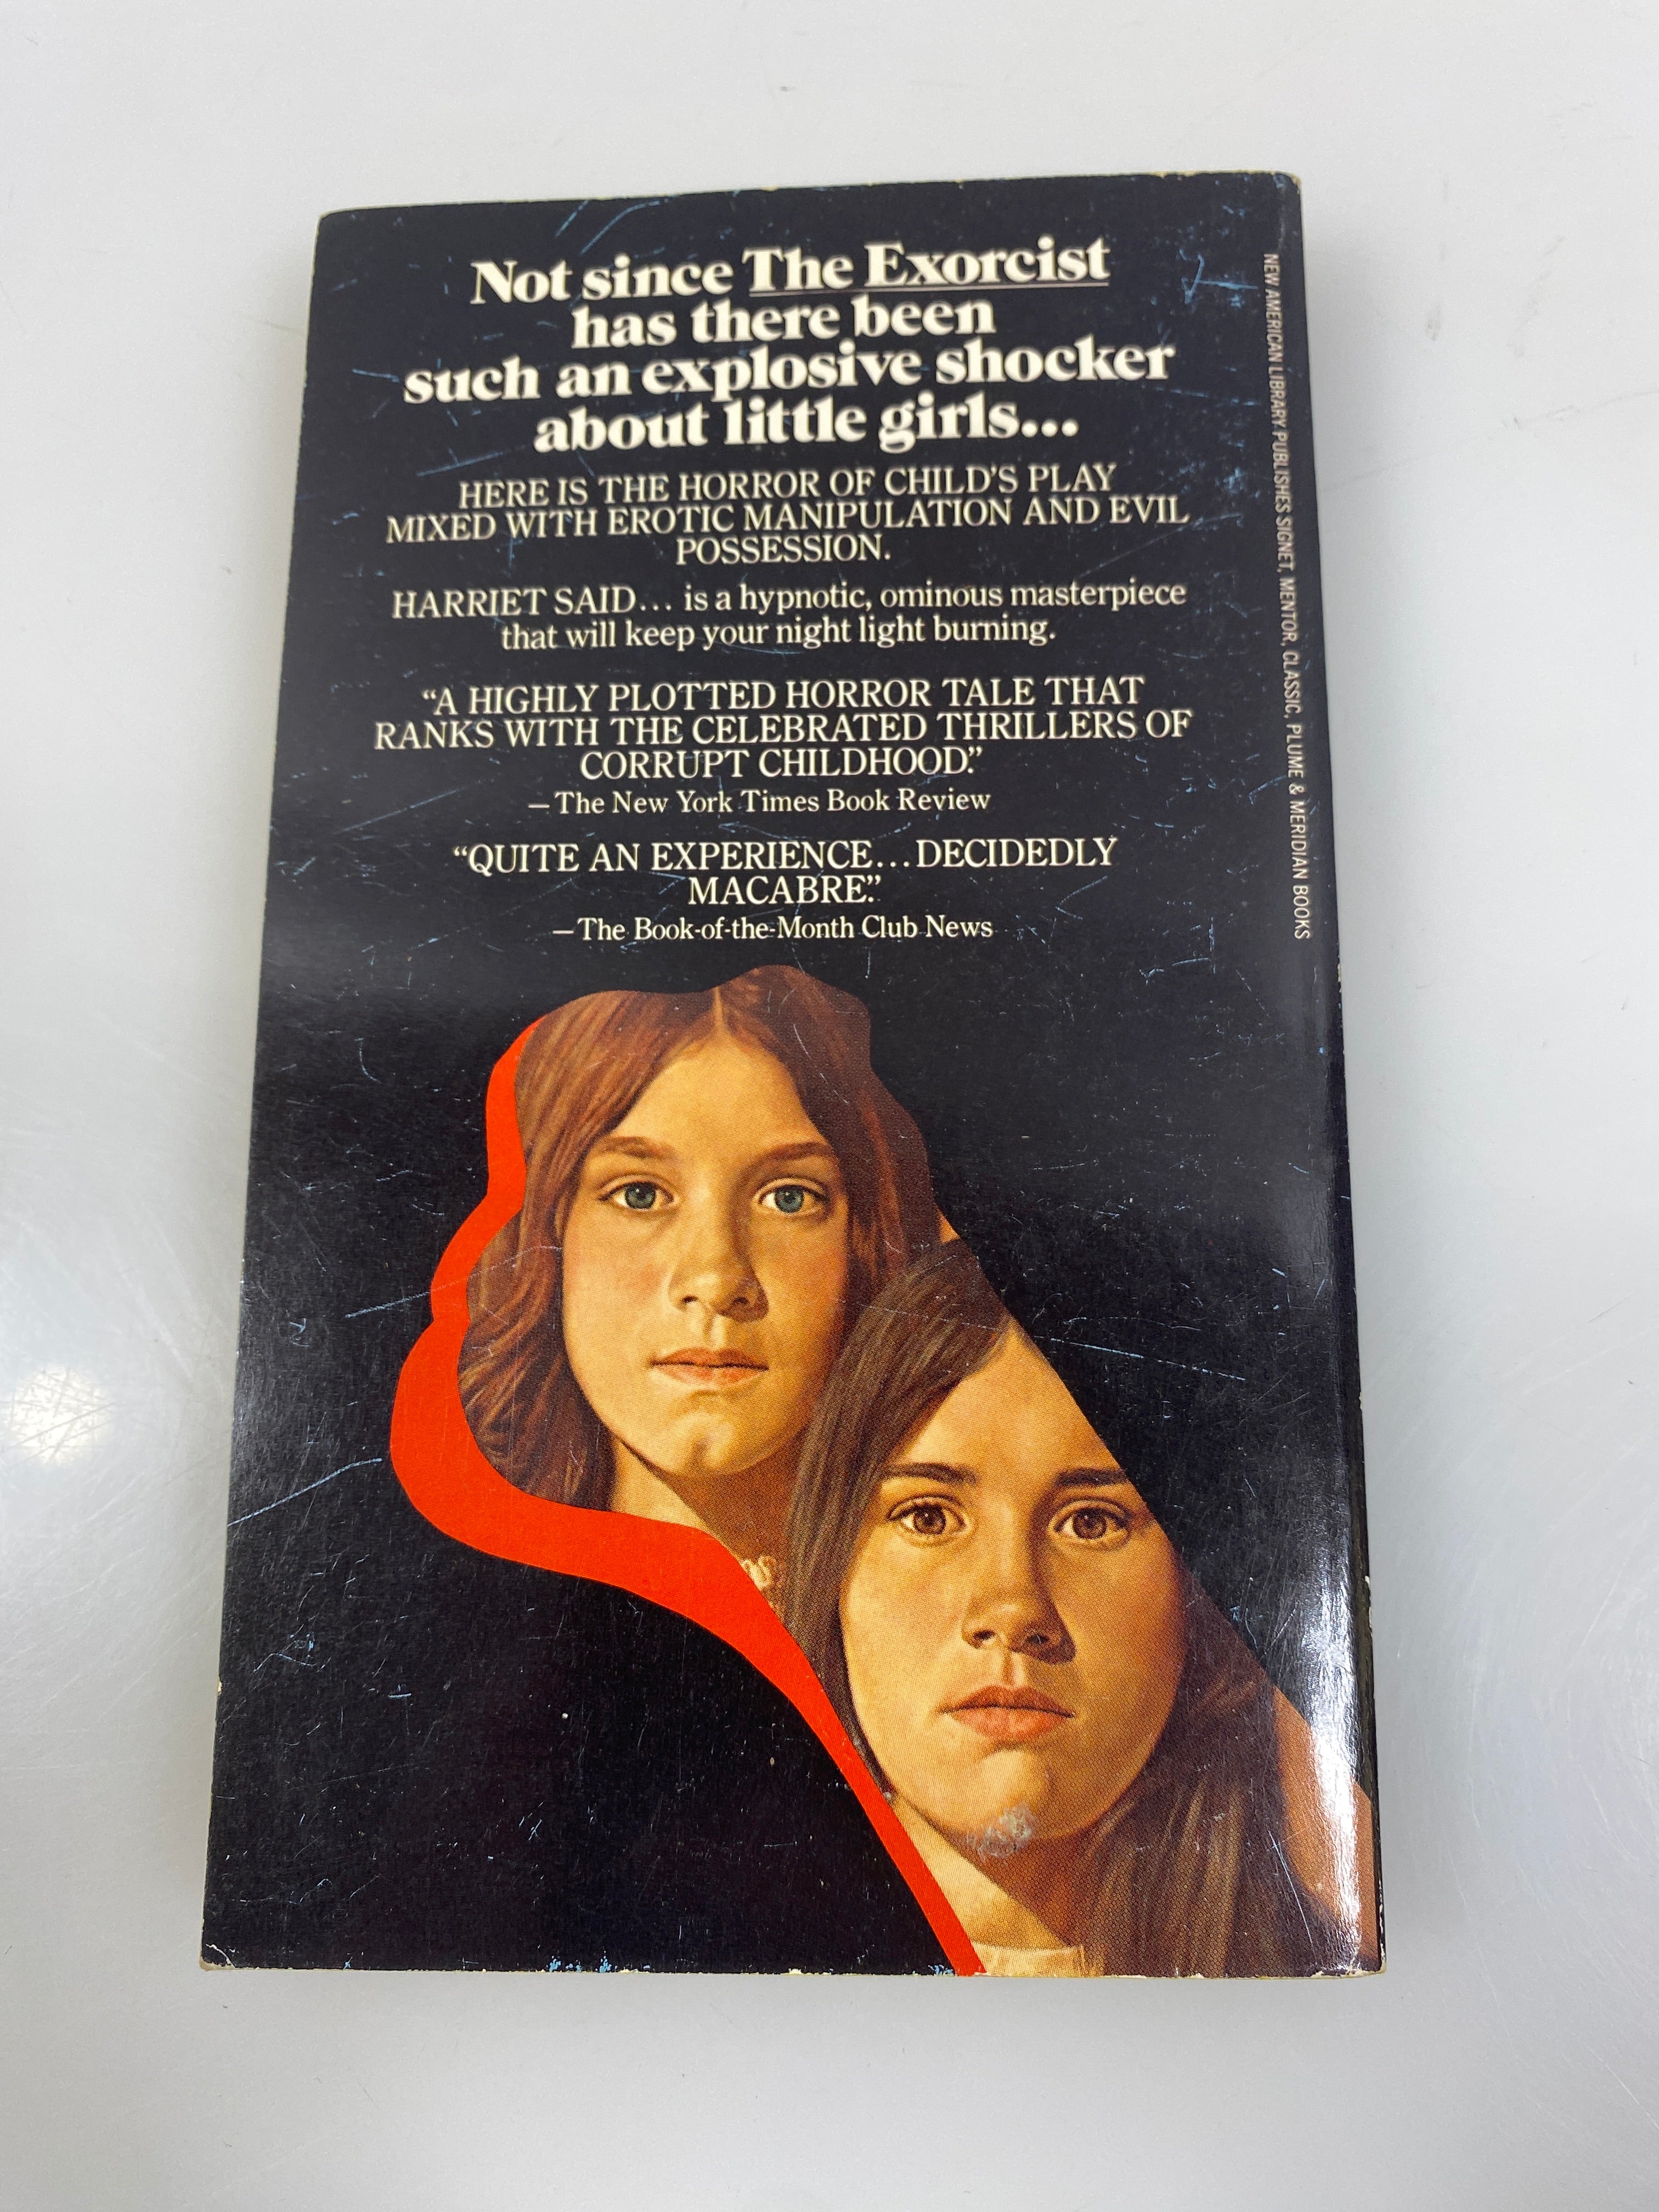 Not since The Exorcist
has there been
such an explosive shocker
about little girls...
HERE IS THE HORROR OF CHILD'S PLAY
MIXED WITH EROTIC MANIPULATION AND EVIL
POSSESSION.
HARRIET SAID... is a hypnotic, ominous masterpiece
that will keep your night light burning.
“A HIGHLY PLOTTED HORROR TALE THAT
RANKS WITH THE CELEBRATED THRILLERS OF
CORRUPT CHILDHOOD.”
—The New York Times Book Review
“QUITE AN EXPERIENCE...DECIDEDLY
MACABRE.”
—The Book-of-the-Month Club News
NEW AMERICAN LIBRARY PUBLISHES SIGNET, MENTOR, CLASSIC, PLUME & MERIDIAN BOOKS